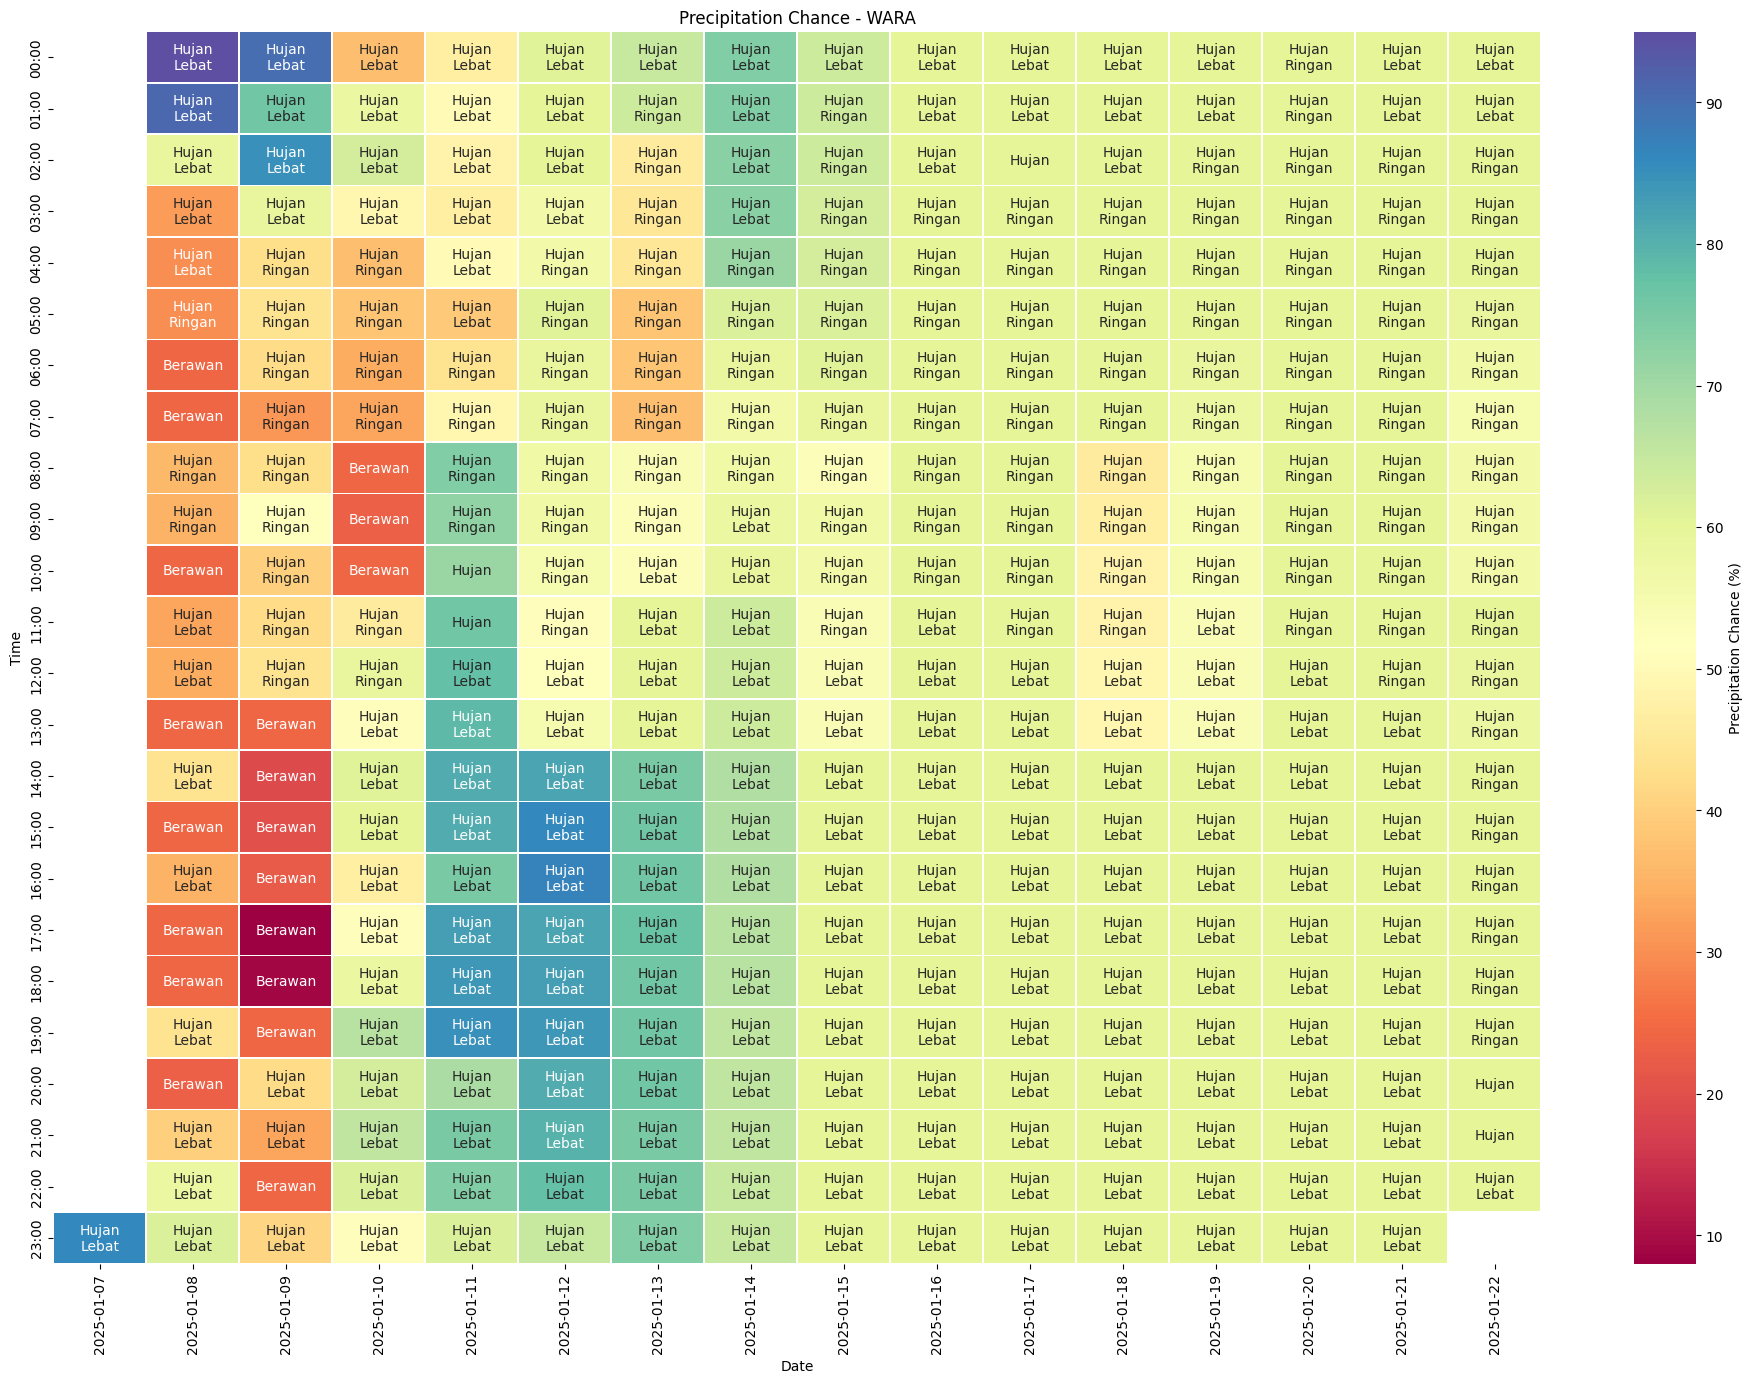 Precipitation Chance - WARA
00:00 Hujan Lebat Hujan Lebat Hujan Lebat Hujan Lebat Hujan Lebat Hujan Lebat Hujan Lebat Hujan Lebat Hujan Lebat Hujan Lebat Hujan Lebat Hujan Lebat Hujan Ringan Hujan Lebat Hujan Lebat
01:00 Hujan Lebat Hujan Lebat Hujan Lebat Hujan Lebat Hujan Lebat Hujan Ringan Hujan Lebat Hujan Ringan Hujan Lebat Hujan Lebat Hujan Lebat Hujan Lebat Hujan Ringan Hujan Lebat Hujan Lebat
02:00 Hujan Lebat Hujan Lebat Hujan Lebat Hujan Lebat Hujan Lebat Hujan Ringan Hujan Lebat Hujan Ringan Hujan Lebat Hujan Hujan Lebat Hujan Ringan Hujan Ringan Hujan Ringan Hujan Ringan
03:00 Hujan Lebat Hujan Lebat Hujan Lebat Hujan Lebat Hujan Lebat Hujan Ringan Hujan Lebat Hujan Ringan Hujan Ringan Hujan Ringan Hujan Ringan Hujan Ringan Hujan Ringan Hujan Ringan Hujan Ringan
04:00 Hujan Lebat Hujan Ringan Hujan Ringan Hujan Lebat Hujan Ringan Hujan Ringan Hujan Ringan Hujan Ringan Hujan Ringan Hujan Ringan Hujan Ringan Hujan Ringan Hujan Ringan Hujan Ringan Hujan Ringan
05:00 Hujan Ringan Hujan Ringan Hujan Ringan Hujan Lebat Hujan Ringan Hujan Ringan Hujan Ringan Hujan Ringan Hujan Ringan Hujan Ringan Hujan Ringan Hujan Ringan Hujan Ringan Hujan Ringan Hujan Ringan
06:00 Berawan Hujan Ringan Hujan Ringan Hujan Ringan Hujan Ringan Hujan Ringan Hujan Ringan Hujan Ringan Hujan Ringan Hujan Ringan Hujan Ringan Hujan Ringan Hujan Ringan Hujan Ringan Hujan Ringan
07:00 Berawan Hujan Ringan Hujan Ringan Hujan Ringan Hujan Ringan Hujan Ringan Hujan Ringan Hujan Ringan Hujan Ringan Hujan Ringan Hujan Ringan Hujan Ringan Hujan Ringan Hujan Ringan Hujan Ringan
08:00 Hujan Ringan Hujan Ringan Berawan Hujan Ringan Hujan Ringan Hujan Ringan Hujan Ringan Hujan Ringan Hujan Ringan Hujan Ringan Hujan Ringan Hujan Ringan Hujan Ringan Hujan Ringan Hujan Ringan
09:00 Hujan Ringan Hujan Ringan Berawan Hujan Ringan Hujan Ringan Hujan Ringan Hujan Lebat Hujan Ringan Hujan Ringan Hujan Ringan Hujan Ringan Hujan Ringan Hujan Ringan Hujan Ringan Hujan Ringan
10:00 Berawan Hujan Ringan Berawan Hujan Hujan Ringan Hujan Lebat Hujan Lebat Hujan Ringan Hujan Ringan Hujan Ringan Hujan Ringan Hujan Ringan Hujan Ringan Hujan Ringan Hujan Ringan
11:00 Hujan Lebat Hujan Ringan Hujan Ringan Hujan Hujan Ringan Hujan Lebat Hujan Lebat Hujan Ringan Hujan Lebat Hujan Ringan Hujan Ringan Hujan Lebat Hujan Ringan Hujan Ringan Hujan Ringan
12:00 Hujan Lebat Hujan Ringan Hujan Ringan Hujan Lebat Hujan Lebat Hujan Lebat Hujan Lebat Hujan Lebat Hujan Lebat Hujan Lebat Hujan Lebat Hujan Lebat Hujan Lebat Hujan Ringan Hujan Ringan
13:00 Berawan Berawan Hujan Lebat Hujan Lebat Hujan Lebat Hujan Lebat Hujan Lebat Hujan Lebat Hujan Lebat Hujan Lebat Hujan Lebat Hujan Lebat Hujan Lebat Hujan Lebat Hujan Ringan
14:00 Hujan Lebat Berawan Hujan Lebat Hujan Lebat Hujan Lebat Hujan Lebat Hujan Lebat Hujan Lebat Hujan Lebat Hujan Lebat Hujan Lebat Hujan Lebat Hujan Lebat Hujan Lebat Hujan Ringan
15:00 Berawan Berawan Hujan Lebat Hujan Lebat Hujan Lebat Hujan Lebat Hujan Lebat Hujan Lebat Hujan Lebat Hujan Lebat Hujan Lebat Hujan Lebat Hujan Lebat Hujan Lebat Hujan Ringan
16:00 Hujan Lebat Berawan Hujan Lebat Hujan Lebat Hujan Lebat Hujan Lebat Hujan Lebat Hujan Lebat Hujan Lebat Hujan Lebat Hujan Lebat Hujan Lebat Hujan Lebat Hujan Lebat Hujan Ringan
17:00 Berawan Berawan Hujan Lebat Hujan Lebat Hujan Lebat Hujan Lebat Hujan Lebat Hujan Lebat Hujan Lebat Hujan Lebat Hujan Lebat Hujan Lebat Hujan Lebat Hujan Lebat Hujan Ringan
18:00 Berawan Berawan Hujan Lebat Hujan Lebat Hujan Lebat Hujan Lebat Hujan Lebat Hujan Lebat Hujan Lebat Hujan Lebat Hujan Lebat Hujan Lebat Hujan Lebat Hujan Lebat Hujan Ringan
19:00 Hujan Lebat Berawan Hujan Lebat Hujan Lebat Hujan Lebat Hujan Lebat Hujan Lebat Hujan Lebat Hujan Lebat Hujan Lebat Hujan Lebat Hujan Lebat Hujan Lebat Hujan Lebat Hujan Ringan
20:00 Berawan Hujan Lebat Hujan Lebat Hujan Lebat Hujan Lebat Hujan Lebat Hujan Lebat Hujan Lebat Hujan Lebat Hujan Lebat Hujan Lebat Hujan Lebat Hujan Lebat Hujan Lebat Hujan
21:00 Hujan Lebat Hujan Lebat Hujan Lebat Hujan Lebat Hujan Lebat Hujan Lebat Hujan Lebat Hujan Lebat Hujan Lebat Hujan Lebat Hujan Lebat Hujan Lebat Hujan Lebat Hujan Lebat Hujan
22:00 Hujan Lebat Berawan Hujan Lebat Hujan Lebat Hujan Lebat Hujan Lebat Hujan Lebat Hujan Lebat Hujan Lebat Hujan Lebat Hujan Lebat Hujan Lebat Hujan Lebat Hujan Lebat Hujan Lebat
23:00 Hujan Lebat Hujan Lebat Hujan Lebat Hujan Lebat Hujan Lebat Hujan Lebat Hujan Lebat Hujan Lebat Hujan Lebat Hujan Lebat Hujan Lebat Hujan Lebat Hujan Lebat Hujan Lebat Hujan Lebat
Time
2025-01-07 2025-01-08 2025-01-09 2025-01-10 2025-01-11 2025-01-12 2025-01-13 2025-01-14 2025-01-15 2025-01-16 2025-01-17 2025-01-18 2025-01-19 2025-01-20 2025-01-21 2025-01-22
Date
90
80
70
60
50
40
30
20
10
Precipitation Chance (%)